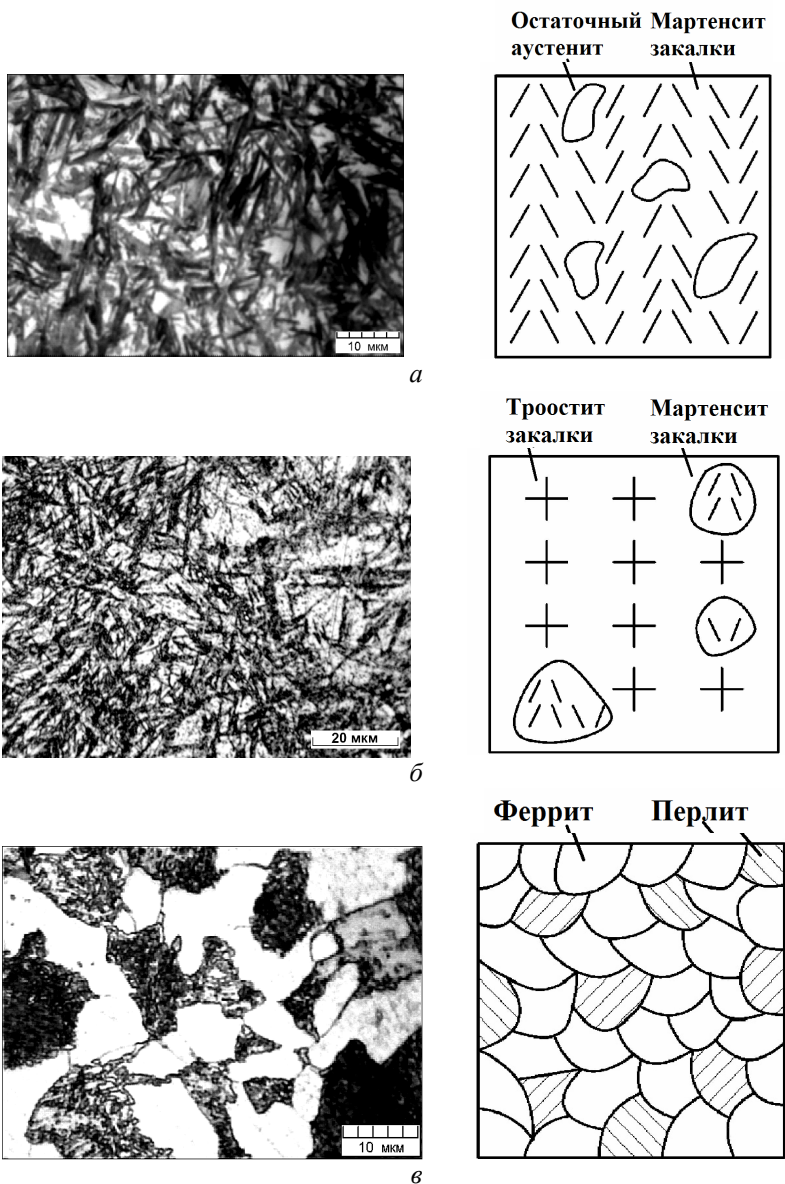 Остаточный
аустенит
Мартенсит
закалки
10 мкм
а
Троостит
закалки
Мартенсит
закалки
20 мкм
б
Феррит
Перлит
10 мкм
в